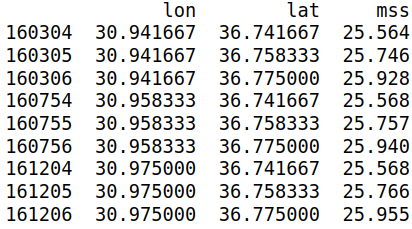 lon lat mss
160304 30.941667 36.741667 25.564
160305 30.941667 36.758333 25.746
160306 30.941667 36.775000 25.928
160754 30.958333 36.741667 25.568
160755 30.958333 36.758333 25.757
160756 30.958333 36.775000 25.940
161204 30.975000 36.741667 25.568
161205 30.975000 36.758333 25.766
161206 30.975000 36.775000 25.955